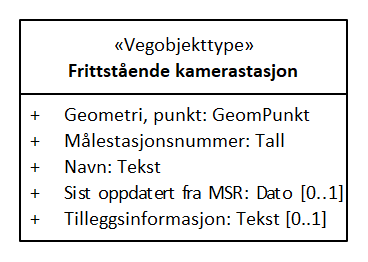 «Vegobjekttype»
Frittstående kamerastasjon
+ Geometri, punkt: GeomPunkt
+ Målestasjonsnummer: Tall
+ Navn: Tekst
+ Sist oppdatert fra MSR: Dato [0..1]
+ Tilleggsinformasjon: Tekst [0..1]